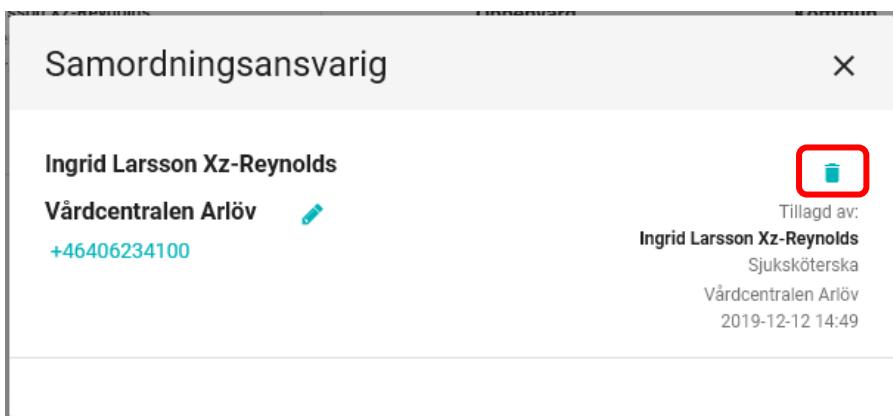 Samordningsansvarig
Ingrid Larsson Xz-Reynolds
Vårdcentralen Arlöv
+46406234100
Tillagd av:
Ingrid Larsson Xz-Reynolds
Sjuksköterska
Vårdcentralen Arlöv
2019-12-12 14:49